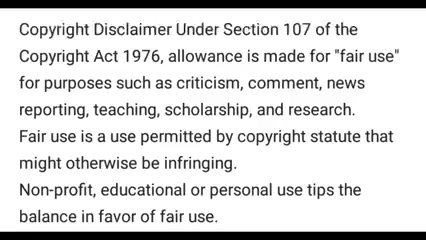 Copyright Disclaimer Under Section 107 of the
Copyright Act 1976, allowance is made for "fair use"
for purposes such as criticism, comment, news
reporting, teaching, scholarship, and research.
Fair use is a use permitted by copyright statute that
might otherwise be infringing.
Non-profit, educational or personal use tips the
balance in favor of fair use.